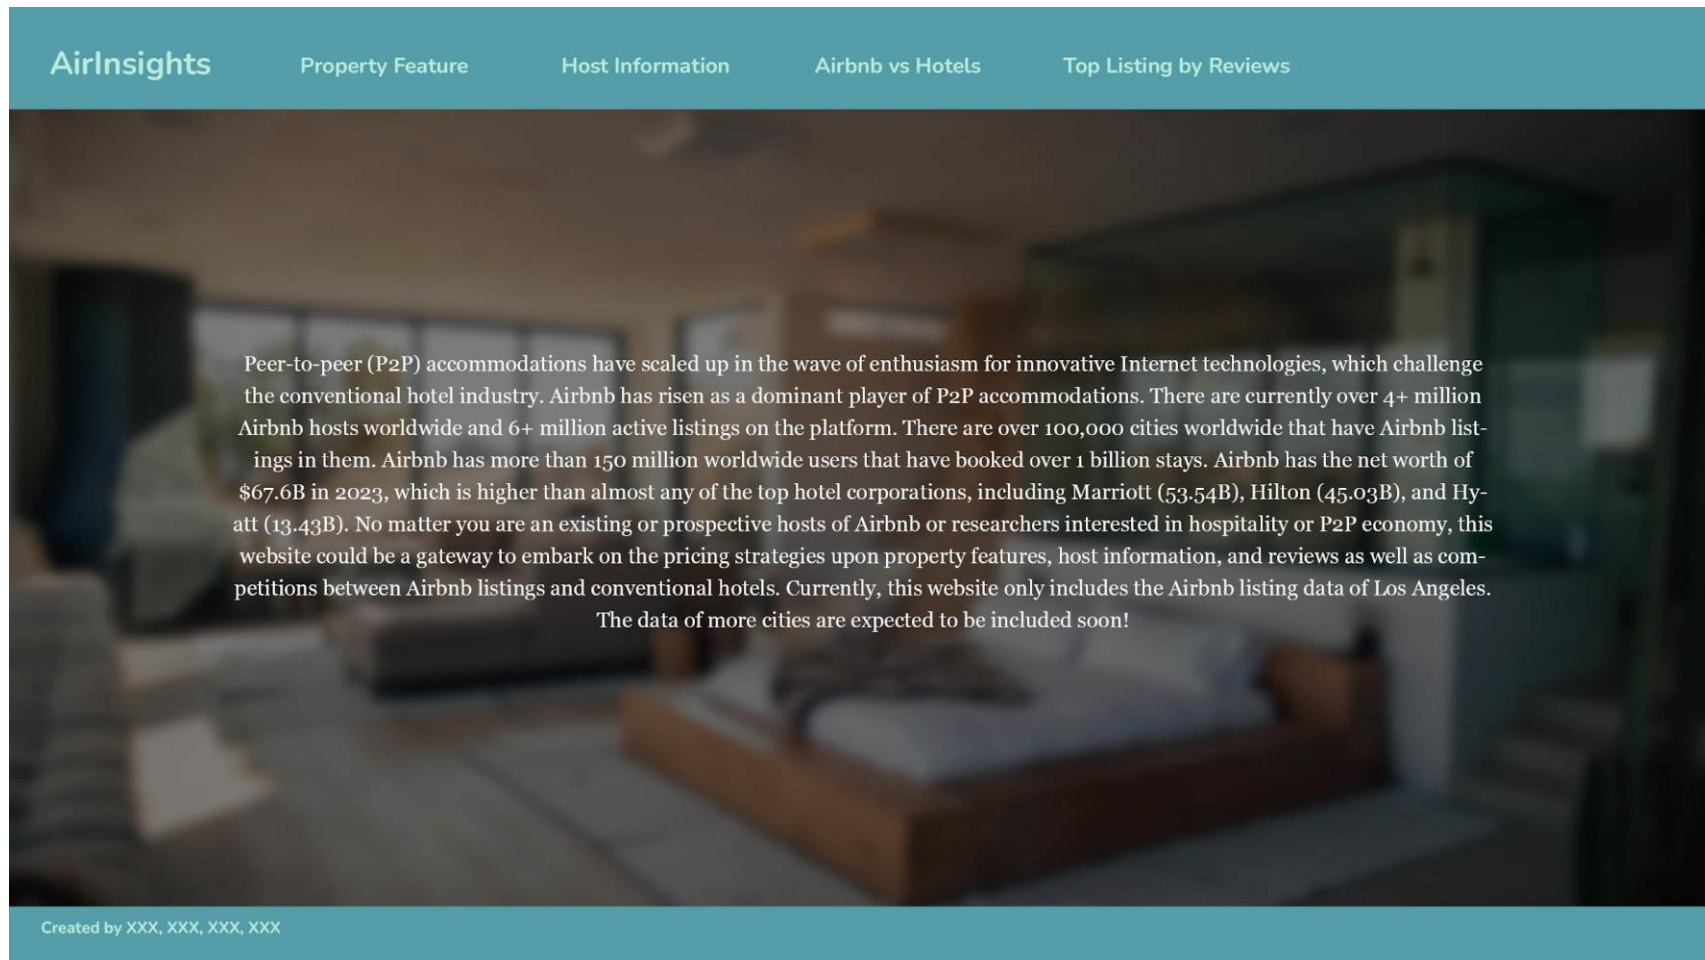 AirInsights Property Feature Host Information Airbnb vs Hotels Top Listing by Reviews
Peer-to-peer (P2P) accommodations have scaled up in the wave of enthusiasm for innovative Internet technologies, which challenge
the conventional hotel industry. Airbnb has risen as a dominant player of P2P accommodations. There are currently over 4+ million
Airbnb hosts worldwide and 6+ million active listings on the platform. There are over 100,000 cities worldwide that have Airbnb list-
ings in them. Airbnb has more than 150 million worldwide users that have booked over 1 billion stays. Airbnb has the net worth of
$67.6B in 2023, which is higher than almost any of the top hotel corporations, including Marriott (53.54B), Hilton (45.03B), and Hy-
att (13.43B). No matter you are an existing or prospective hosts of Airbnb or researchers interested in hospitality or P2P economy, this
website could be a gateway to embark on the pricing strategies upon property features, host information, and reviews as well as com-
petitions between Airbnb listings and conventional hotels. Currently, this website only includes the Airbnb listing data of Los Angeles.
The data of more cities are expected to be included soon!
Created by XXX, XXX, XXX, XXX